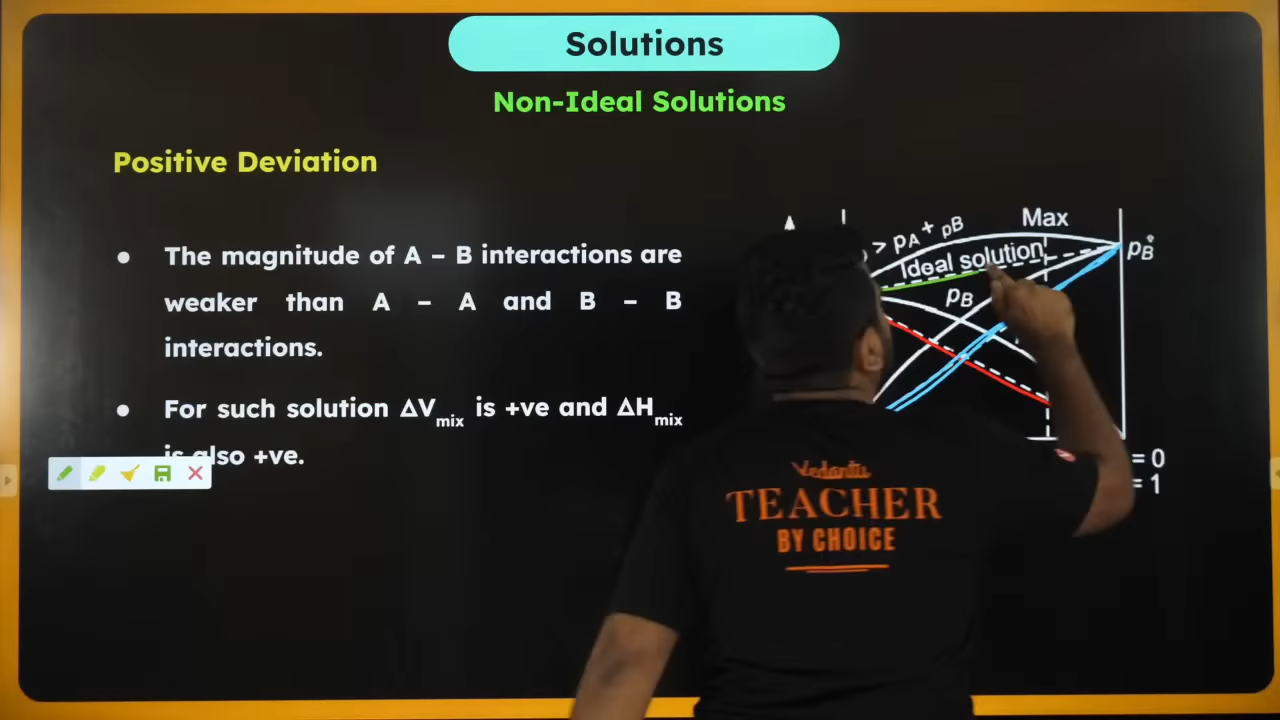 Solutions
Non-Ideal Solutions
Positive Deviation
• The magnitude of A – B interactions are
weaker than A – A and B – B
interactions.
• For such solution ΔVmix is +ve and ΔHmix
is also +ve.
> pA + pB
Max
Ideal solution
pB°
pB
= 0
= 1
Vedantu
TEACHER
BY CHOICE